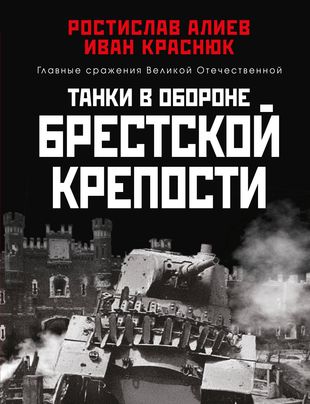 РОСТИСЛАВ АЛИЕВ
ИВАН КРАСНЮК
Главные сражения Великой Отечественной
ТАНКИ В ОБОРОНЕ
БРЕСТСКОЙ
КРЕПОСТИ